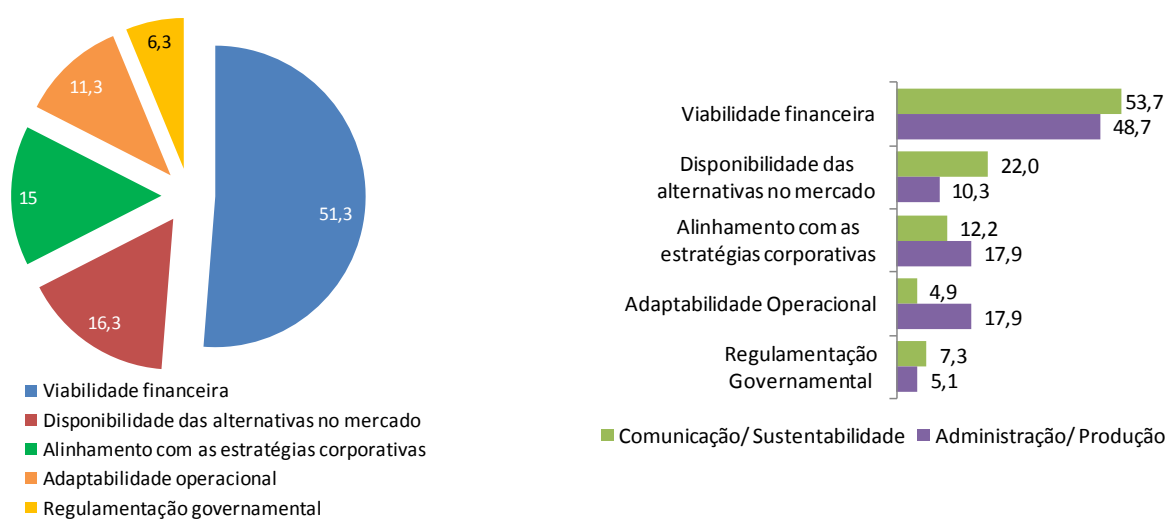 6,3
11,3
15
51,3
16,3
Viabilidade financeira
Disponibilidade das alternativas no mercado
Alinhamento com as estratégias corporativas
Adaptabilidade operacional
Regulamentação governamental
Viabilidade financeira
53,7
48,7
Disponibilidade das
alternativas no mercado
22,0
10,3
Alinhamento com as
estratégias corporativas
12,2
17,9
Adaptabilidade Operacional
4,9
17,9
Regulamentação
Governamental
7,3
5,1
Comunicação/ Sustentabilidade
Administração/ Produção